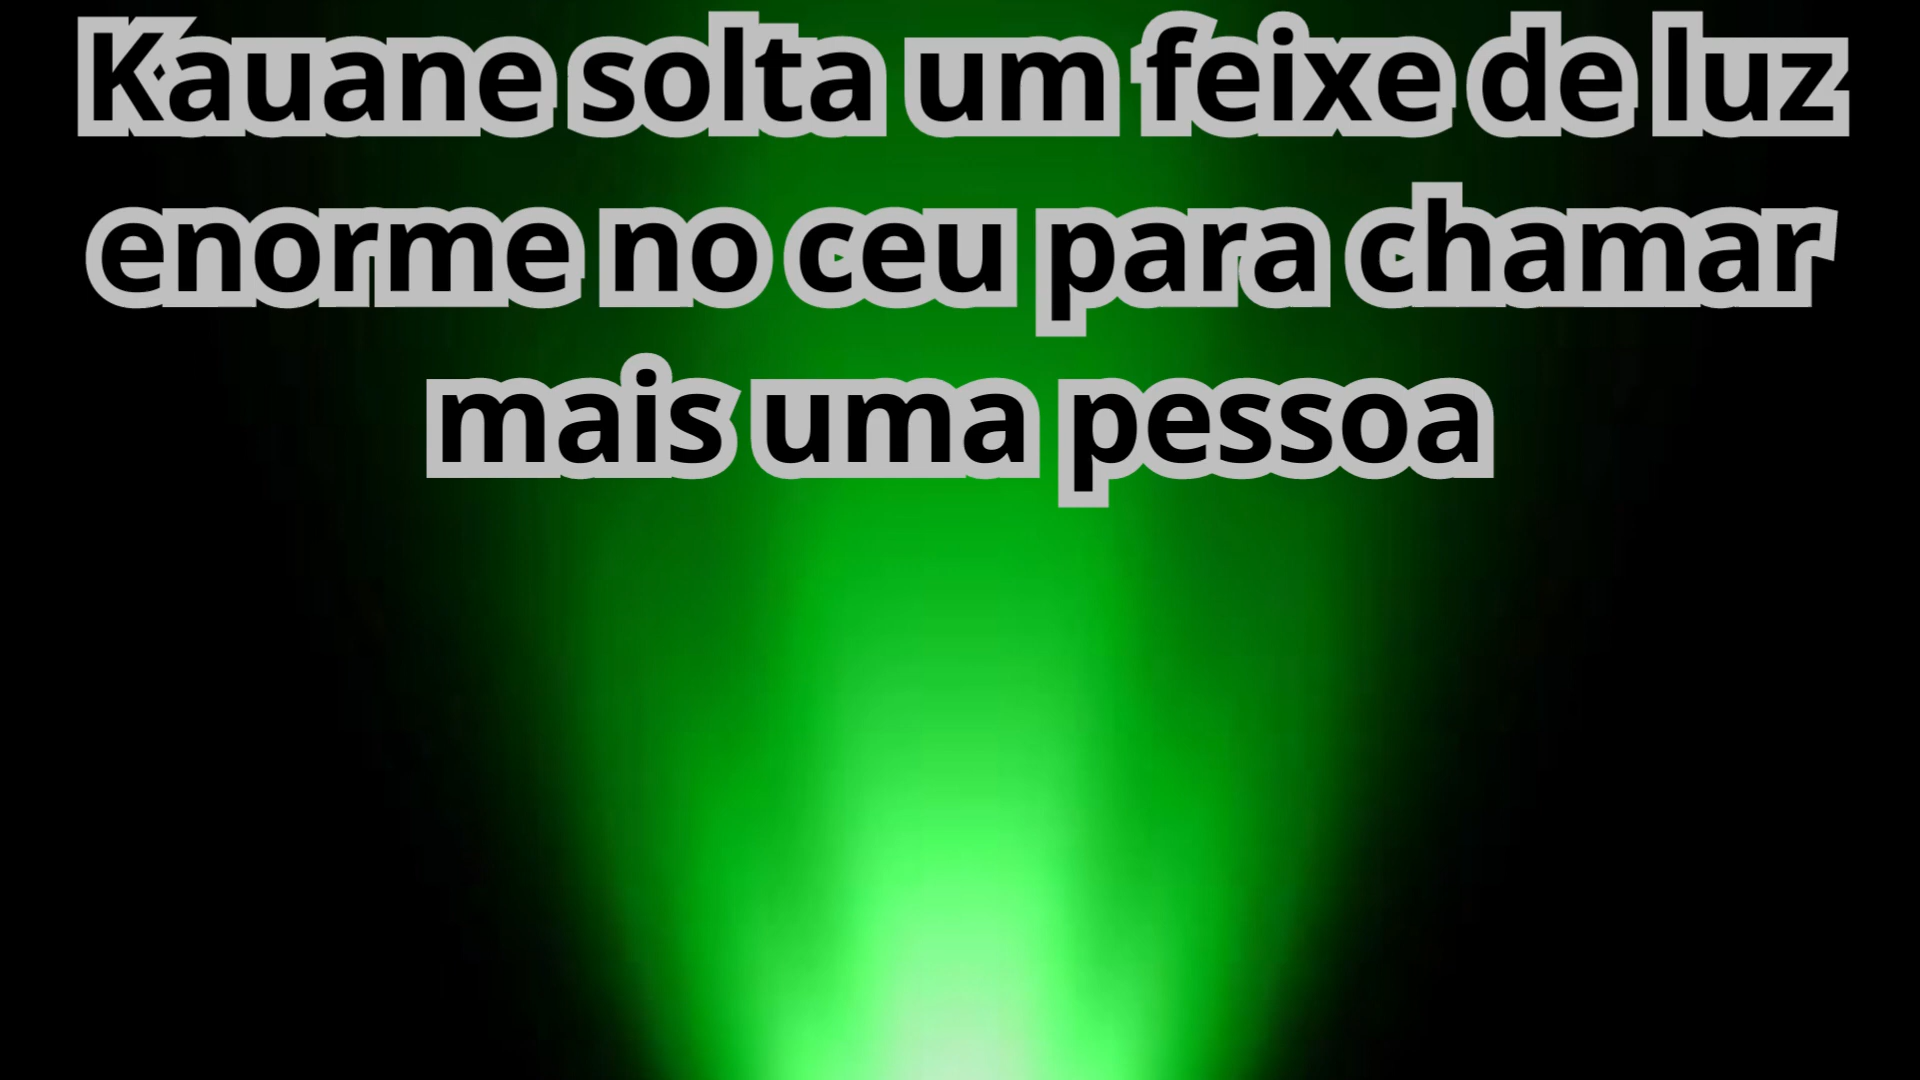 Kauane solta um feixe de luz
enorme no ceu para chamar
mais uma pessoa